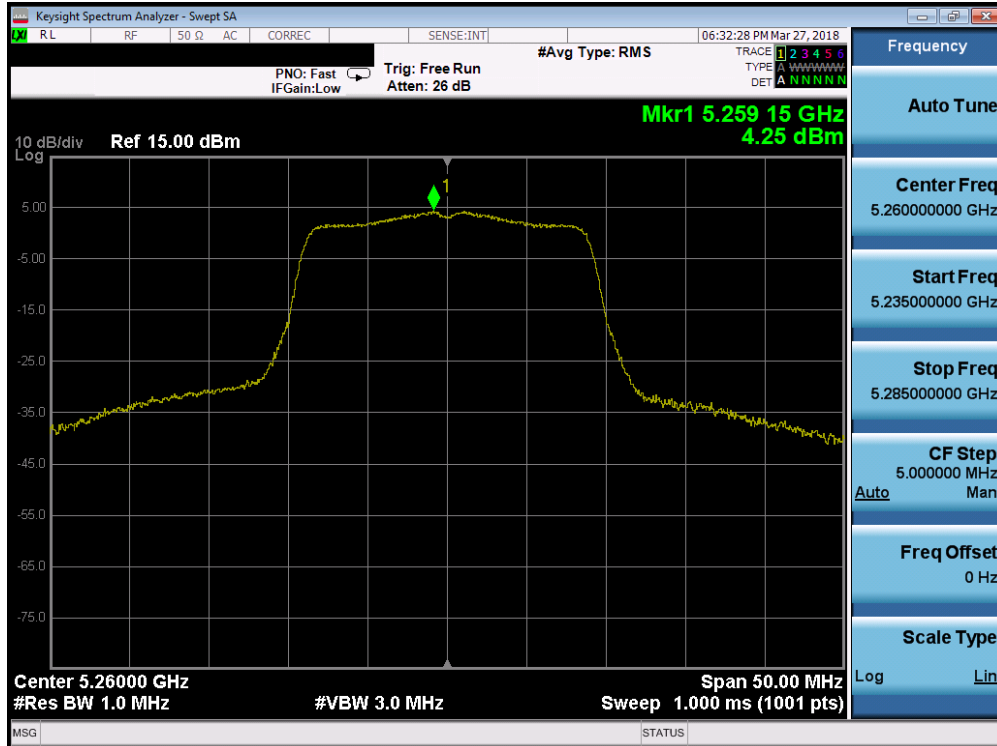 Keysight Spectrum Analyzer - Swept SA
LXI RL RF 50 Ω AC CORREC SENSE:INT 06:32:28 PM Mar 27, 2018
#Avg Type: RMS
TRACE 1 2 3 4 5 6
TYPE A WWWWW
DET A N N N N N
PNO: Fast
IFGain:Low
Trig: Free Run
Atten: 26 dB
Mkr1 5.259 15 GHz
4.25 dBm
10 dB/div Ref 15.00 dBm
Log
1
5.00
-5.00
-15.0
-25.0
-35.0
-45.0
-55.0
-65.0
-75.0
Center 5.26000 GHz Span 50.00 MHz
#Res BW 1.0 MHz #VBW 3.0 MHz Sweep 1.000 ms (1001 pts)
MSG STATUS
Frequency
Auto Tune
Center Freq
5.260000000 GHz
Start Freq
5.235000000 GHz
Stop Freq
5.285000000 GHz
CF Step
5.000000 MHz
Auto Man
Freq Offset
0 Hz
Scale Type
Log Lin